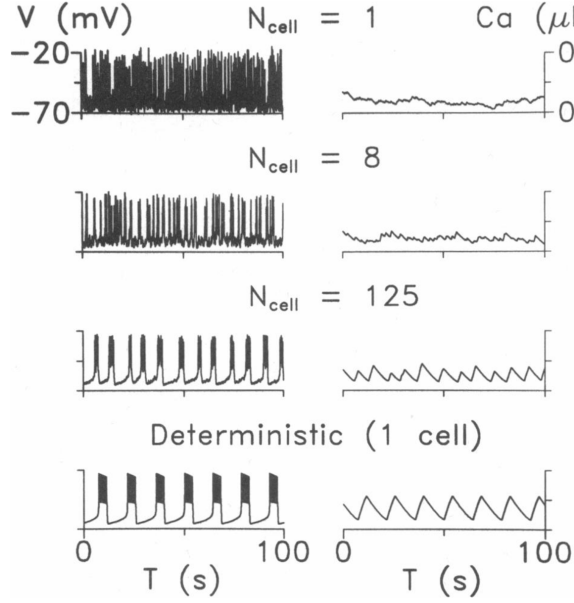 V (mV) N_cell = 1 Ca (μ
−20 0
−70 0
N_cell = 8
N_cell = 125
Deterministic (1 cell)
0 100 0 100
T (s) T (s)